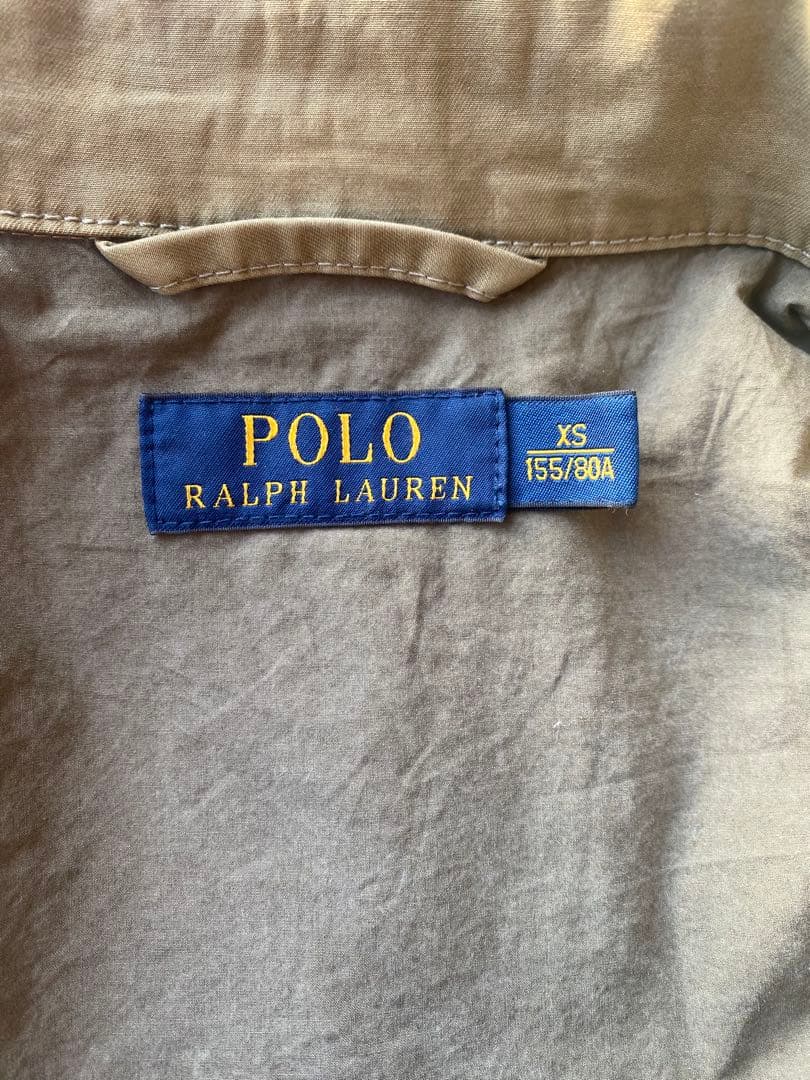 POLO
RALPH LAUREN
XS
155/80A